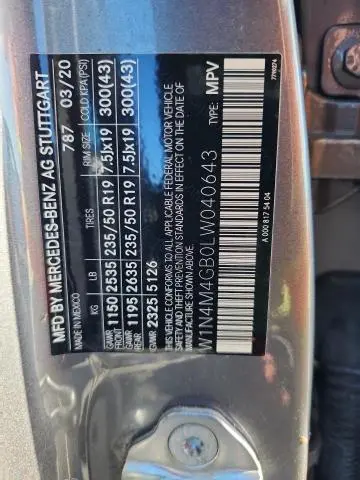 MFD BY MERCEDES-BENZ AG STUTTGART
MADE IN MEXICO 787 03/20
KG LB TIRES RIM SIZE COLD KPA(PSI)
GAWR FRONT 1150 2535 235/50 R19 7.5Jx19 300(43)
GAWR REAR 1195 2635 235/50 R19 7.5Jx19 300(43)
GVWR 2325 5126
THIS VEHICLE CONFORMS TO ALL APPLICABLE FEDERAL MOTOR VEHICLE
SAFETY AND THEFT PREVENTION STANDARDS IN EFFECT ON THE DATE OF
MANUFACTURE SHOWN ABOVE.
W1N4M4GB0LW040643 TYPE: MPV
A 000 817 54 04